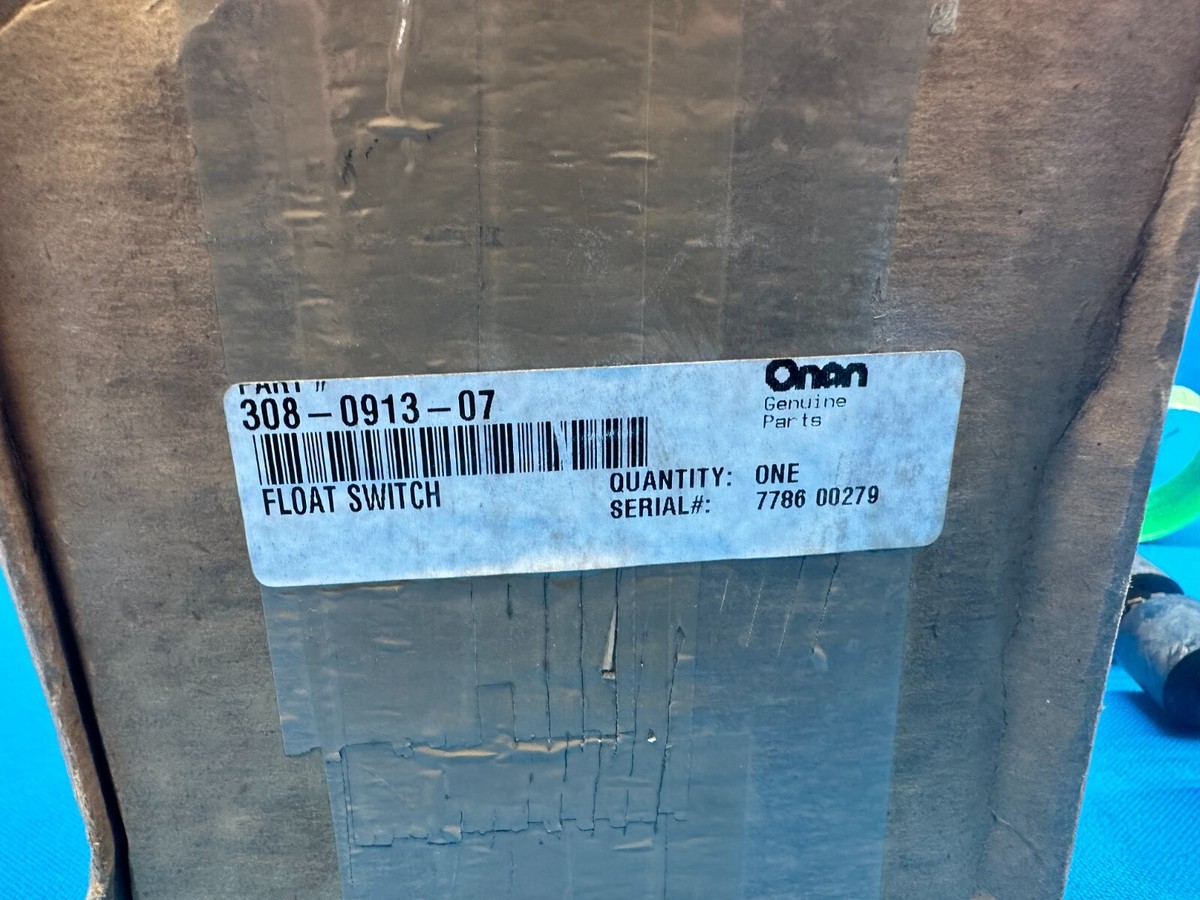 PART #
308-0913-07
FLOAT SWITCH
Onan
Genuine
Parts
QUANTITY: ONE
SERIAL#: 7786 00279